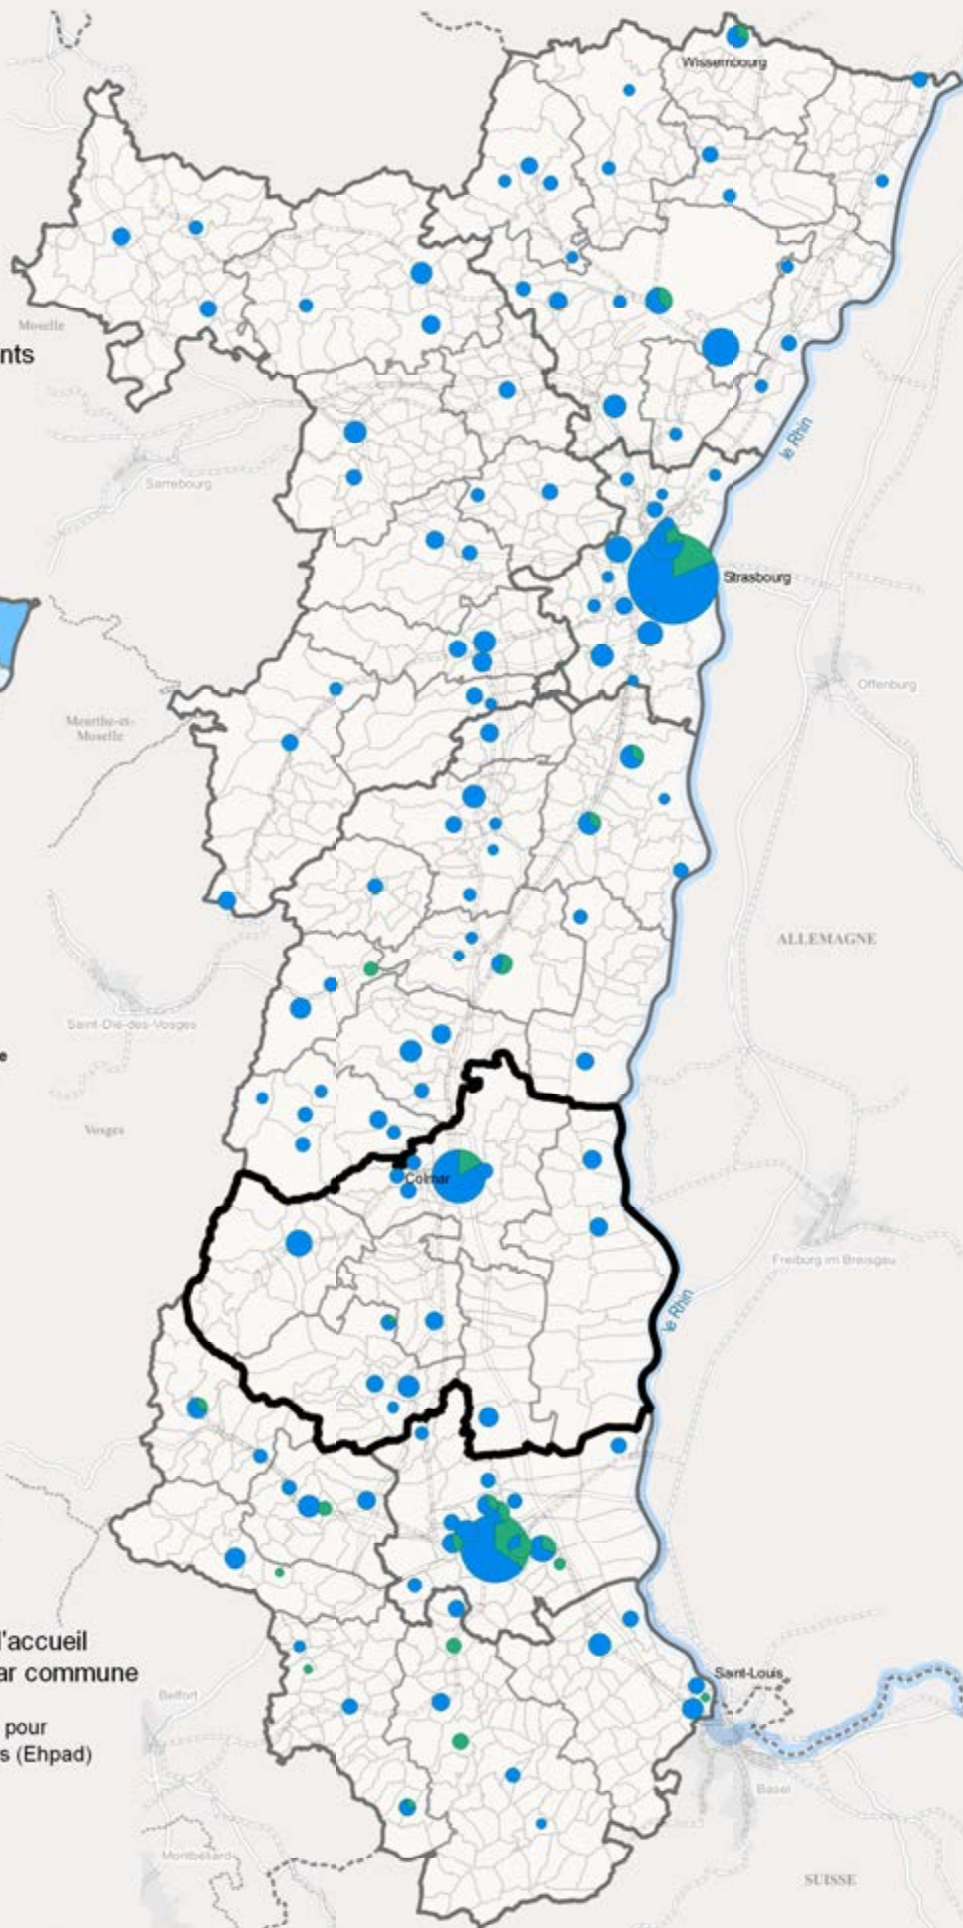 Wissembourg
Moselle
nts
le Rhin
Sarrebourg
Strasbourg
Offenburg
Meurthe-et-
Moselle
ALLEMAGNE
Saint-Dié-des-Vosges
e
Vosges
Colmar
Freiburg im Breisgau
le Rhin
l'accueil
ar commune
Saint-Louis
Belfort
pour
s (Ehpad)
Basel
Montbéliard
SUISSE